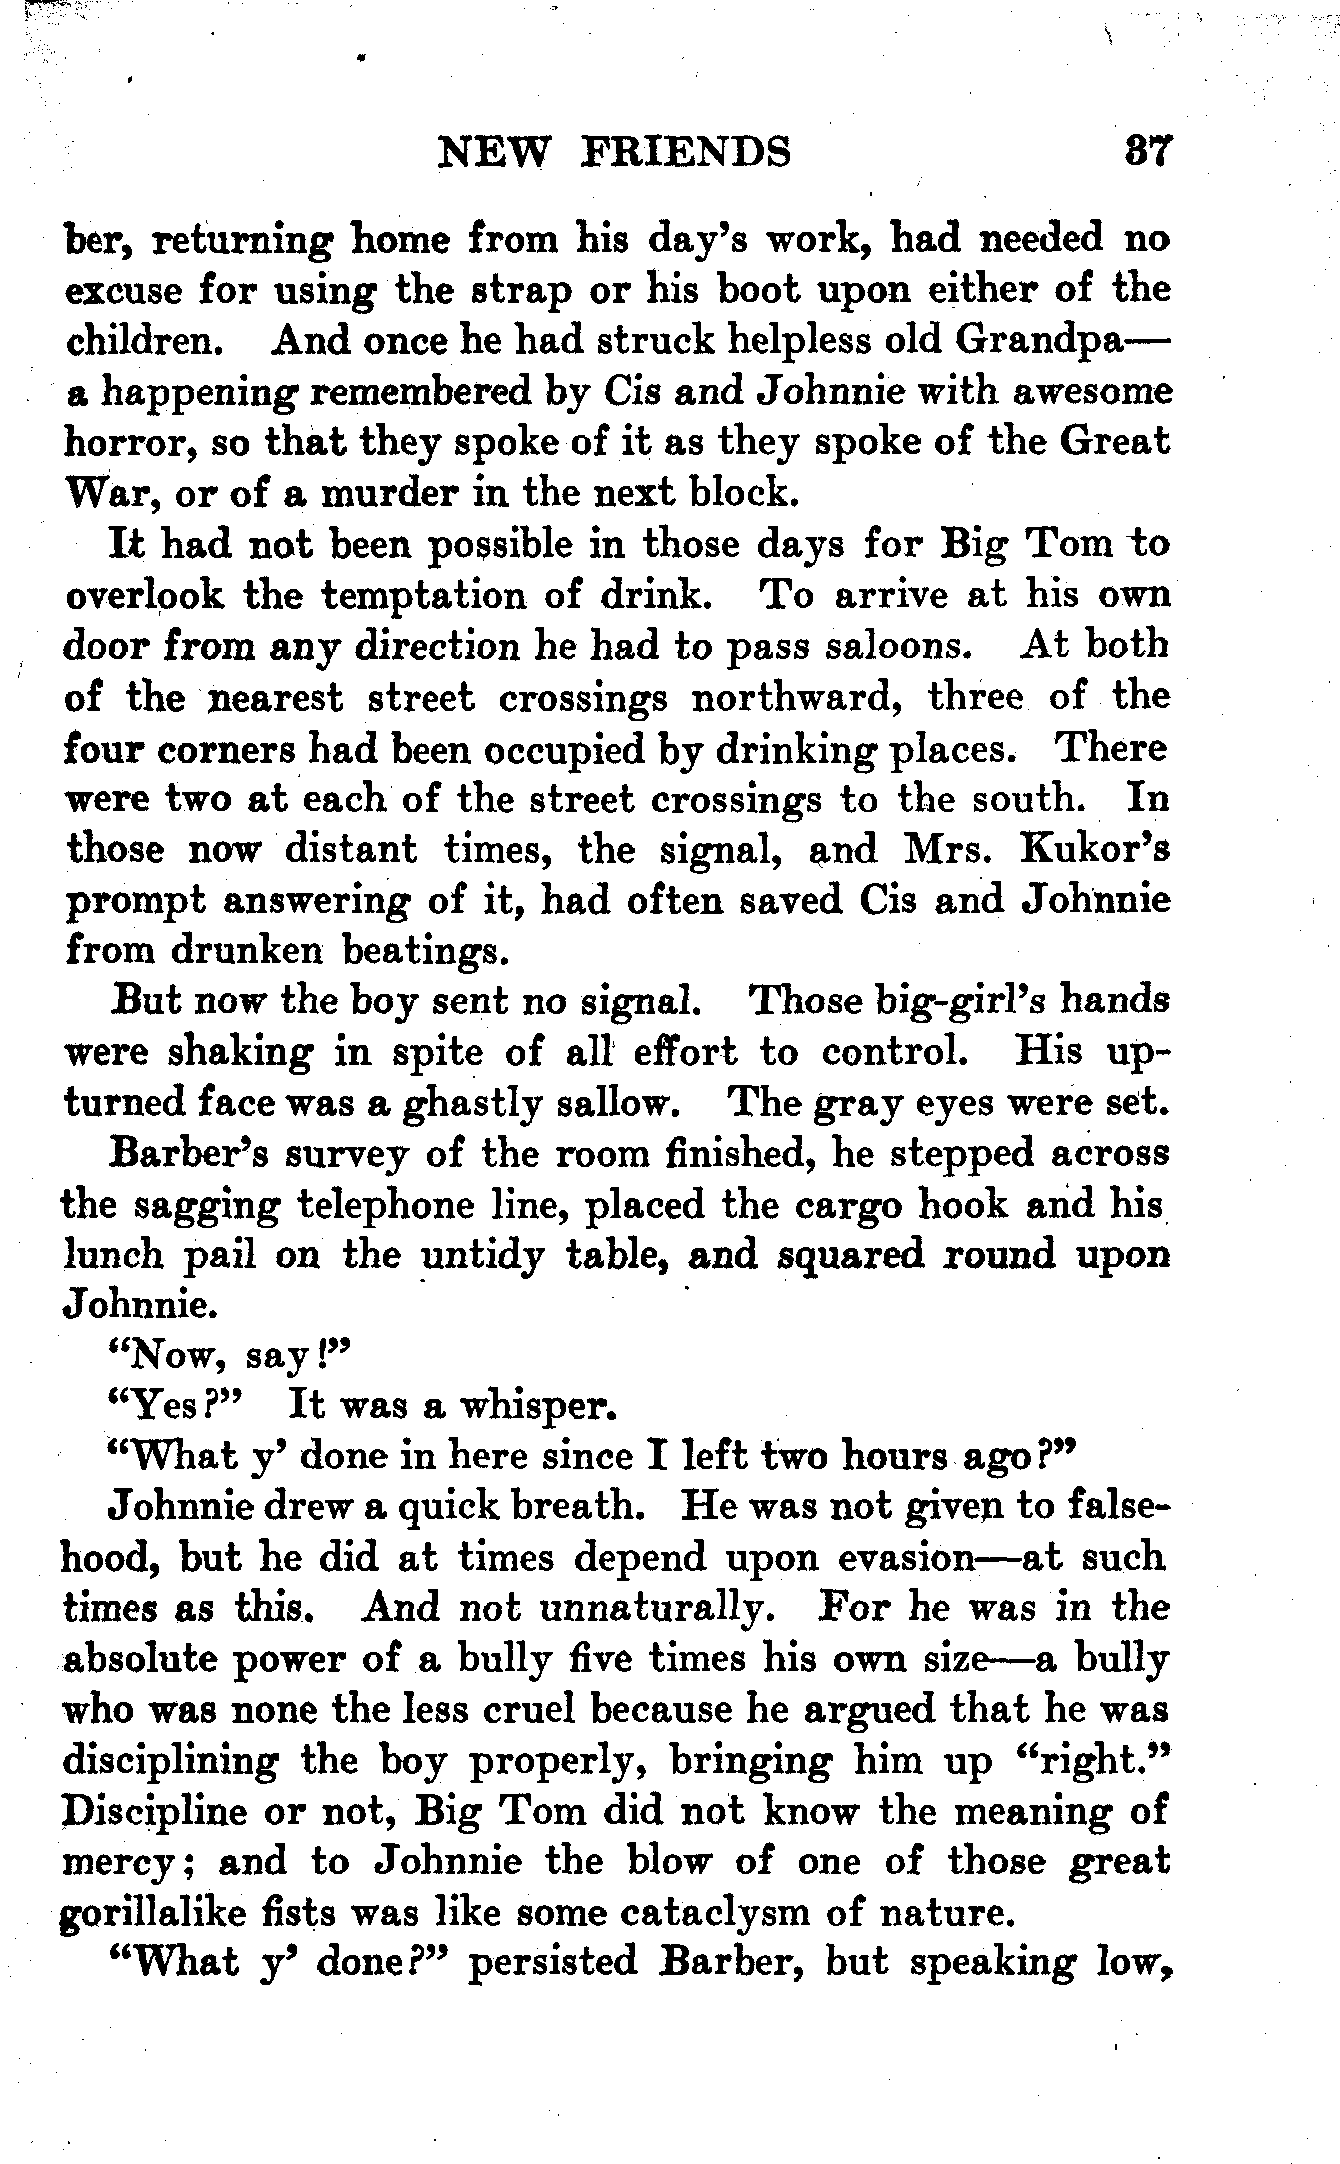 NEW FRIENDS 37
ber, returning home from his day's work, had needed no
excuse for using the strap or his boot upon either of the
children. And once he had struck helpless old Grandpa—
a happening remembered by Cis and Johnnie with awesome
horror, so that they spoke of it as they spoke of the Great
War, or of a murder in the next block.
It had not been possible in those days for Big Tom to
overlook the temptation of drink. To arrive at his own
door from any direction he had to pass saloons. At both
of the nearest street crossings northward, three of the
four corners had been occupied by drinking places. There
were two at each of the street crossings to the south. In
those now distant times, the signal, and Mrs. Kukor's
prompt answering of it, had often saved Cis and Johnnie
from drunken beatings.
But now the boy sent no signal. Those big-girl's hands
were shaking in spite of all effort to control. His up-
turned face was a ghastly sallow. The gray eyes were set.
Barber's survey of the room finished, he stepped across
the sagging telephone line, placed the cargo hook and his
lunch pail on the untidy table, and squared round upon
Johnnie.
"Now, say!"
"Yes?" It was a whisper.
"What y' done in here since I left two hours ago?"
Johnnie drew a quick breath. He was not given to false-
hood, but he did at times depend upon evasion—at such
times as this. And not unnaturally. For he was in the
absolute power of a bully five times his own size—a bully
who was none the less cruel because he argued that he was
disciplining the boy properly, bringing him up "right."
Discipline or not, Big Tom did not know the meaning of
mercy; and to Johnnie the blow of one of those great
gorillalike fists was like some cataclysm of nature.
"What y' done?" persisted Barber, but speaking low,